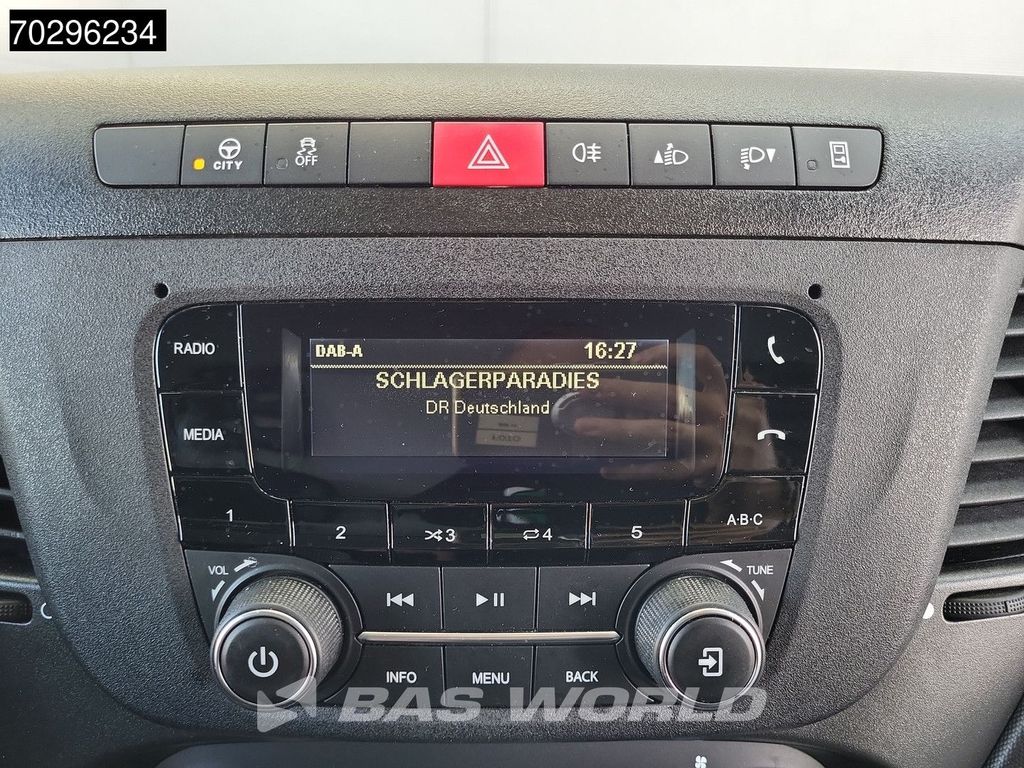 70296234
CITY
OFF
RADIO
MEDIA
DAB-A 16:27
SCHLAGERPARADIES
DR Deutschland
1
2
3
4
5
A·B·C
VOL
TUNE
INFO
MENU
BACK
BAS WORLD